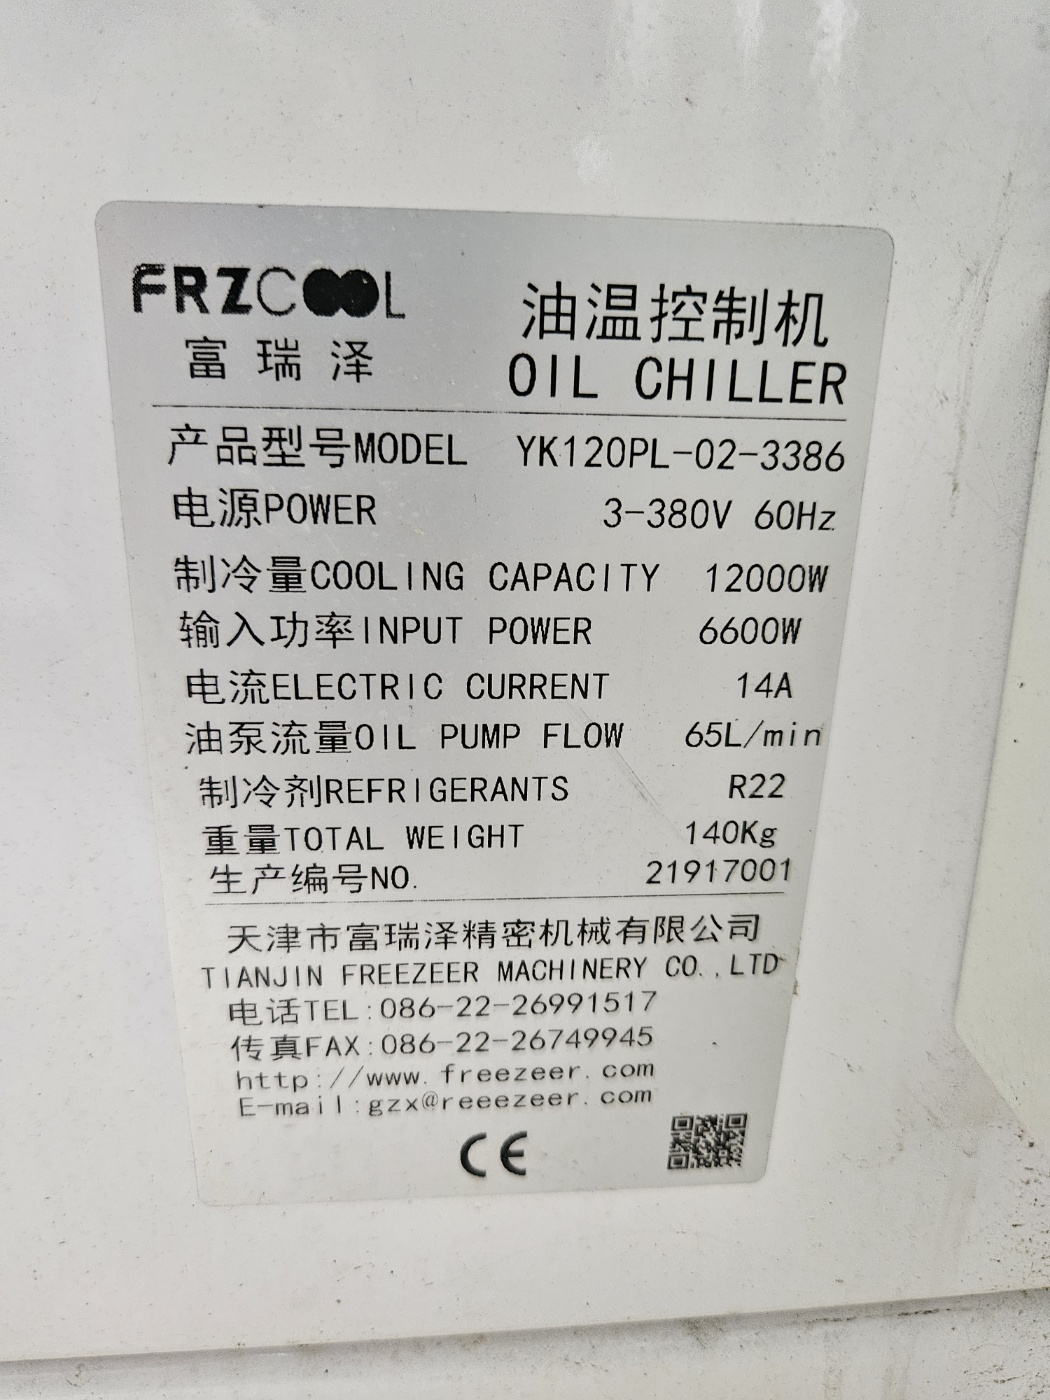 FRZCOOL
富瑞泽
油温控制机
OIL CHILLER
产品型号MODEL YK120PL-02-3386
电源POWER 3-380V 60Hz
制冷量COOLING CAPACITY 12000W
输入功率INPUT POWER 6600W
电流ELECTRIC CURRENT 14A
油泵流量OIL PUMP FLOW 65L/min
制冷剂REFRIGERANTS R22
重量TOTAL WEIGHT 140Kg
生产编号NO. 21917001
天津市富瑞泽精密机械有限公司
TIANJIN FREEZEER MACHINERY CO.,LTD
电话TEL:086-22-26991517
传真FAX:086-22-26749945
http://www.freezeer.com
E-mail:gzx@reeezeer.com
CE